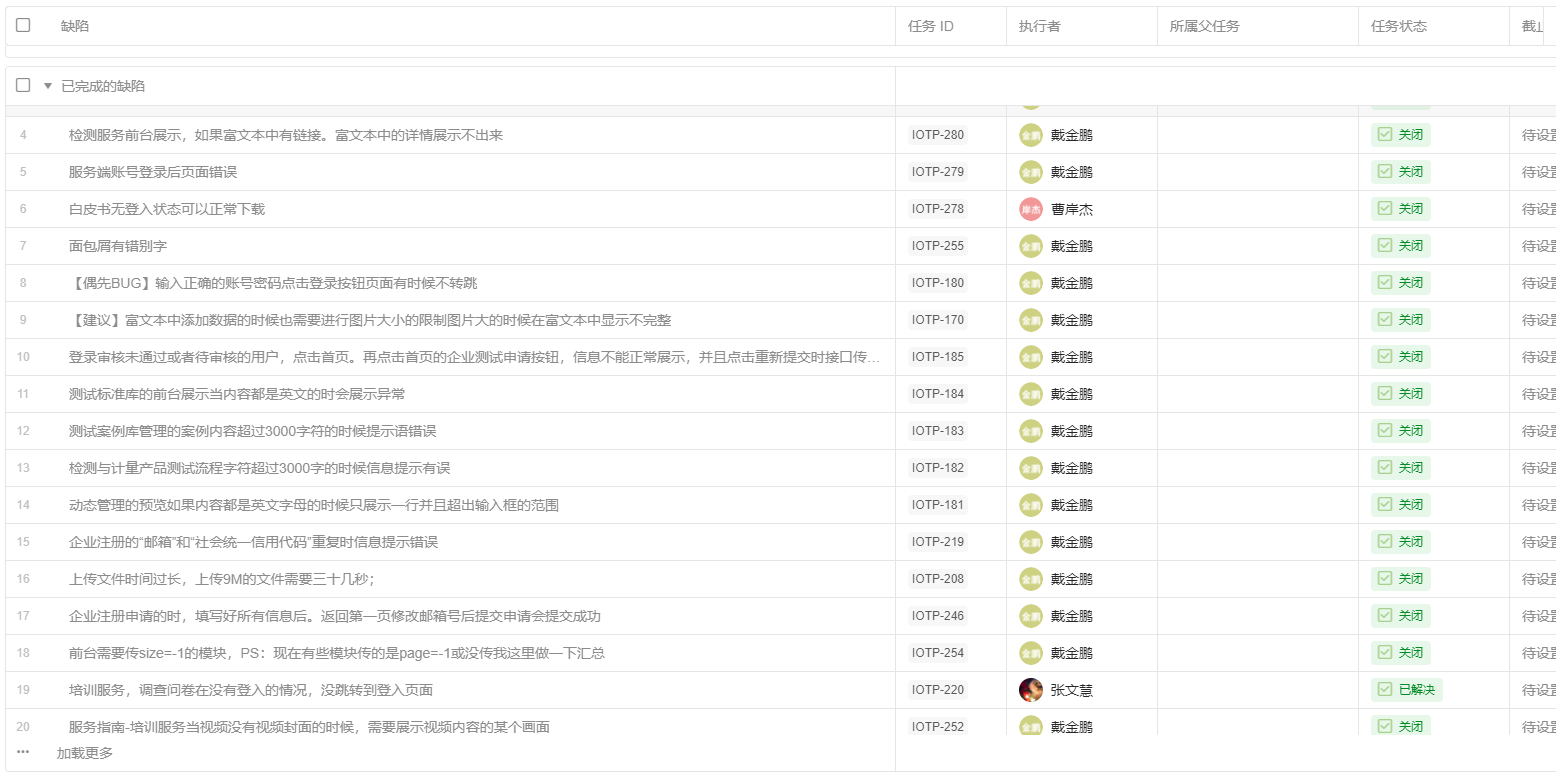 缺陷 任务 ID 执行者 所属父任务 任务状态
已完成的缺陷
4 检测服务前台展示，如果富文本中有链接。富文本中的详情展示不出来 IOTP-280 金鹏 戴金鹏 关闭 待设置
5 服务端账号登录后页面错误 IOTP-279 金鹏 戴金鹏 关闭 待设置
6 白皮书无登入状态可以正常下载 IOTP-278 岸杰 曹岸杰 关闭 待设置
7 面包屑有错别字 IOTP-255 金鹏 戴金鹏 关闭 待设置
8 【偶先BUG】输入正确的账号密码点击登录按钮页面有时候不转跳 IOTP-180 金鹏 戴金鹏 关闭 待设置
9 【建议】富文本中添加数据的时候也需要进行图片大小的限制图片大的时候在富文本中显示不完整 IOTP-170 金鹏 戴金鹏 关闭 待设置
10 登录审核未通过或者待审核的用户，点击首页。再点击首页的企业测试申请按钮，信息不能正常展示，并且点击重新提交时接口传… IOTP-185 金鹏 戴金鹏 关闭 待设置
11 测试标准库的前台展示当内容都是英文的时会展示异常 IOTP-184 金鹏 戴金鹏 关闭 待设置
12 测试案例库管理的案例内容超过3000字符的时候提示语错误 IOTP-183 金鹏 戴金鹏 关闭 待设置
13 检测与计量产品测试流程字符超过3000字的时候信息提示有误 IOTP-182 金鹏 戴金鹏 关闭 待设置
14 动态管理的预览如果内容都是英文字母的时候只展示一行并且超出输入框的范围 IOTP-181 金鹏 戴金鹏 关闭 待设置
15 企业注册的“邮箱”和“社会统一信用代码”重复时信息提示错误 IOTP-219 金鹏 戴金鹏 关闭 待设置
16 上传文件时间过长，上传9M的文件需要三十几秒； IOTP-208 金鹏 戴金鹏 关闭 待设置
17 企业注册申请的时，填写好所有信息后。返回第一页修改邮箱号后提交申请会提交成功 IOTP-246 金鹏 戴金鹏 关闭 待设置
18 前台需要传size=-1的模块，PS：现在有些模块传的是page=-1或没传我这里做一下汇总 IOTP-254 金鹏 戴金鹏 关闭 待设置
19 培训服务，调查问卷在没有登入的情况，没跳转到登入页面 IOTP-220 张文慧 已解决 待设置
20 服务指南-培训服务当视频没有视频封面的时候，需要展示视频内容的某个画面 IOTP-252 金鹏 戴金鹏 关闭 待设置
··· 加载更多